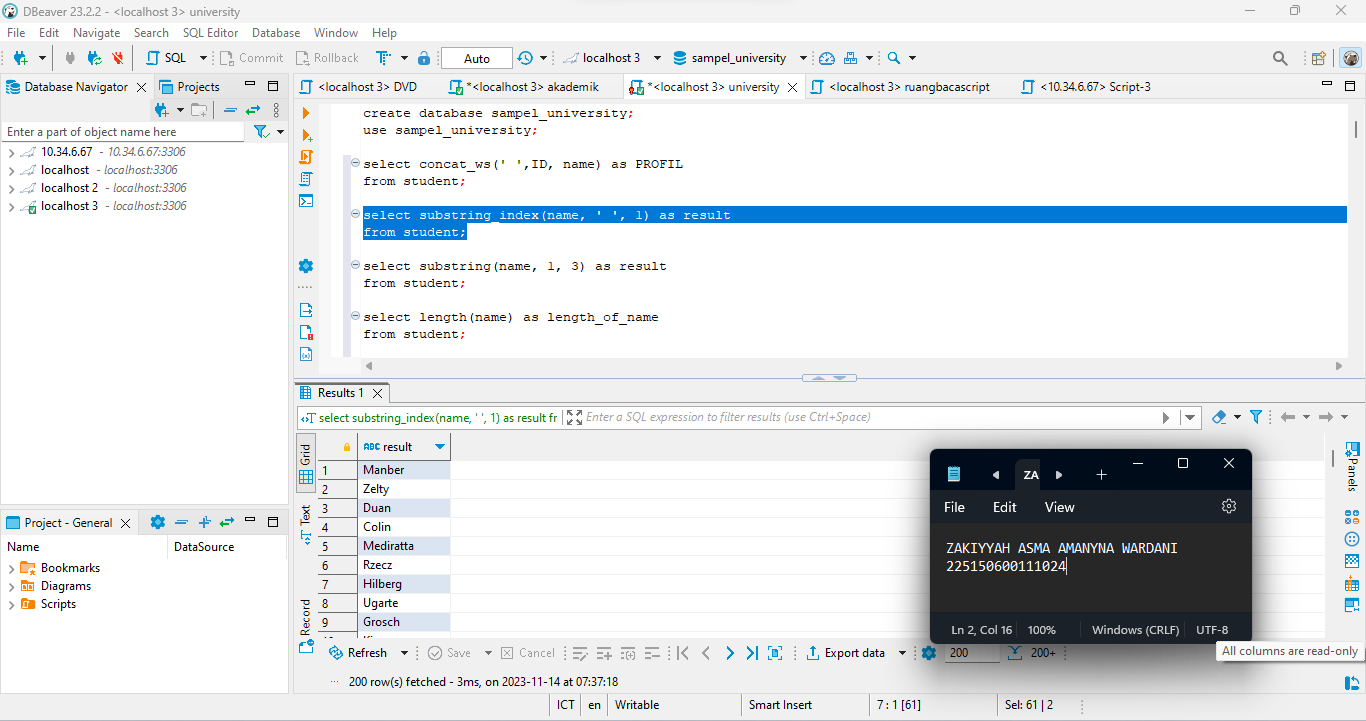 DBeaver 23.2.2 - <localhost 3> university
File Edit Navigate Search SQL Editor Database Window Help
SQL Commit Rollback Auto localhost 3 sampel_university
Database Navigator Projects
<localhost 3> DVD *<localhost 3> akademik *<localhost 3> university <localhost 3> ruangbacascript <10.34.6.67> Script-3
Enter a part of object name here
10.34.6.67 - 10.34.6.67:3306
localhost - localhost:3306
localhost 2 - localhost:3306
localhost 3 - localhost:3306
create database sampel_university;
use sampel_university;
select concat_ws(' ',ID, name) as PROFIL
from student;
select substring_index(name, ' ', 1) as result
from student;
select substring(name, 1, 3) as result
from student;
select length(name) as length_of_name
from student;
Project - General
Name DataSource
Bookmarks
Diagrams
Scripts
Results 1
select substring_index(name, ' ', 1) as result fr Enter a SQL expression to filter results (use Ctrl+Space)
Grid
Text
Record
Panels
ABC result
1 Manber
2 Zelty
3 Duan
4 Colin
5 Mediratta
6 Rzecz
7 Hilberg
8 Ugarte
9 Grosch
ZA
File Edit View
ZAKIYYAH ASMA AMANYNA WARDANI
225150600111024
Ln 2, Col 16 100% Windows (CRLF) UTF-8
All columns are read-only
Refresh Save Cancel Export data 200 200+
200 row(s) fetched - 3ms, on 2023-11-14 at 07:37:18
ICT en Writable Smart Insert 7 : 1 [61] Sel: 61 | 2